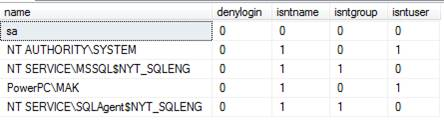 name denylogin isntname isntgroup isntuser
sa 0 0 0 0
NT AUTHORITY\SYSTEM 0 1 0 1
NT SERVICE\MSSQL$NYT_SQLENG 0 1 1 0
PowerPC\MAK 0 1 0 1
NT SERVICE\SQLAgent$NYT_SQLENG 0 1 1 0